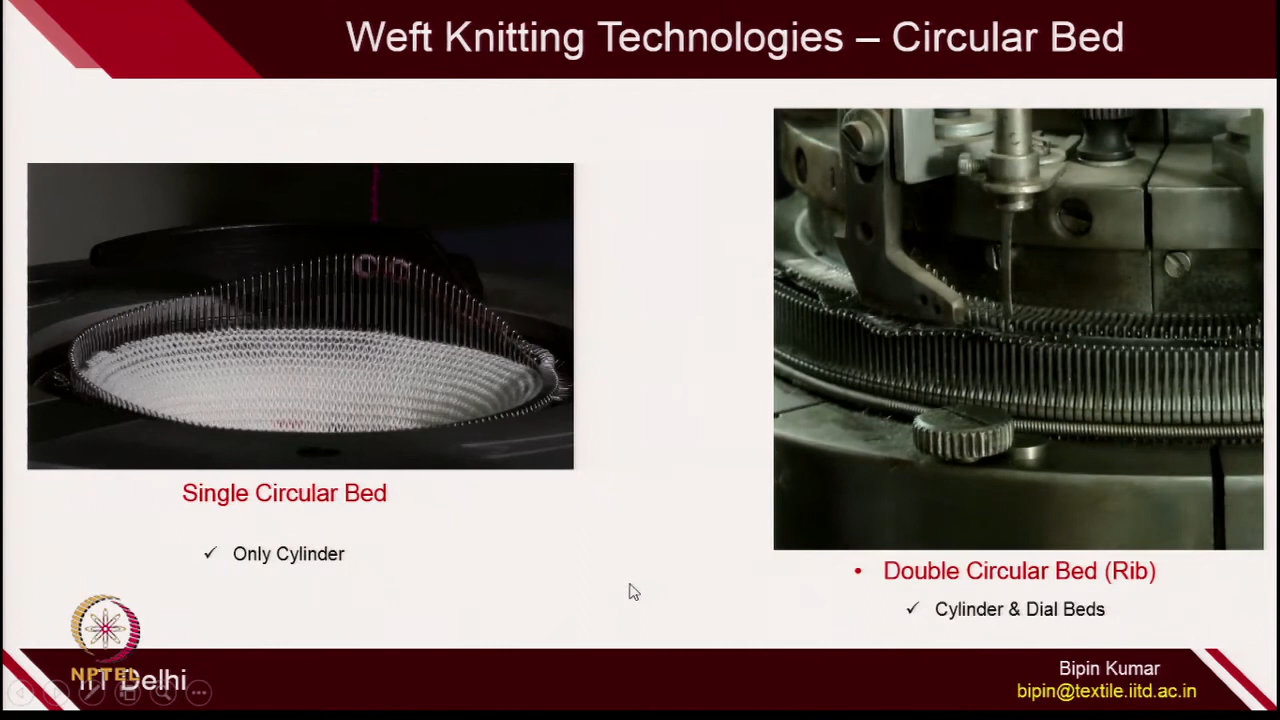 Weft Knitting Technologies – Circular Bed
Single Circular Bed
✓ Only Cylinder
• Double Circular Bed (Rib)
✓ Cylinder & Dial Beds
NPTEL
IIT Delhi
Bipin Kumar
bipin@textile.iitd.ac.in